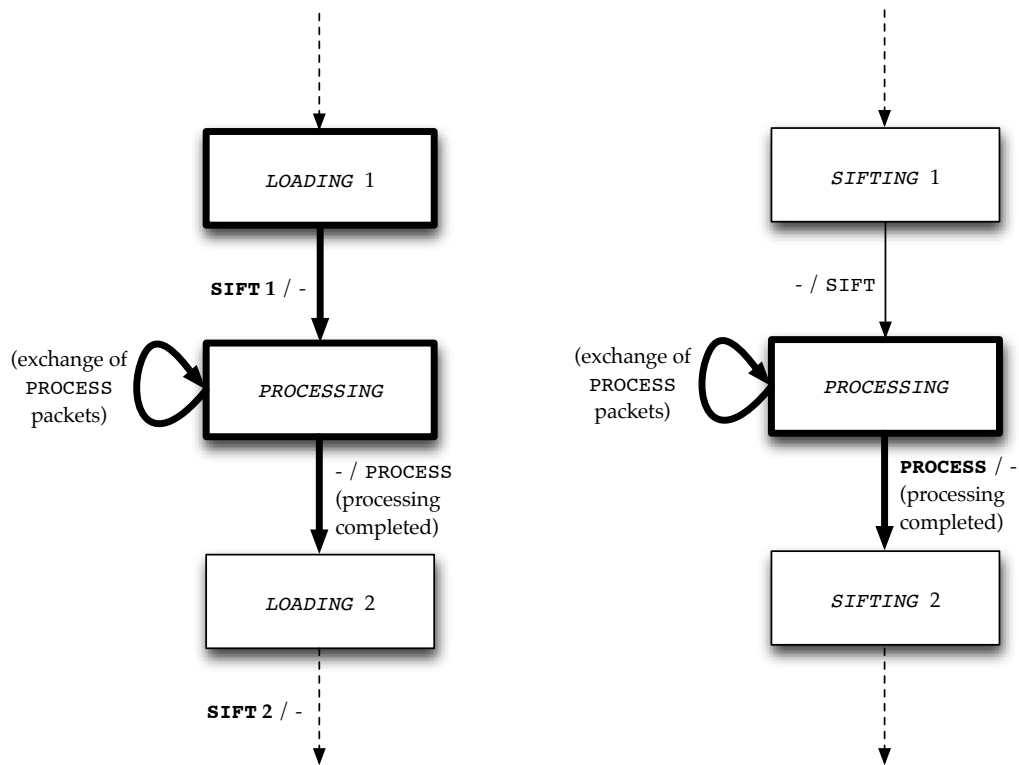 LOADING 1
SIFT 1 / -
(exchange of
PROCESS
packets)
PROCESSING
- / PROCESS
(processing
completed)
LOADING 2
SIFT 2 / -
SIFTING 1
- / SIFT
(exchange of
PROCESS
packets)
PROCESSING
PROCESS / -
(processing
completed)
SIFTING 2